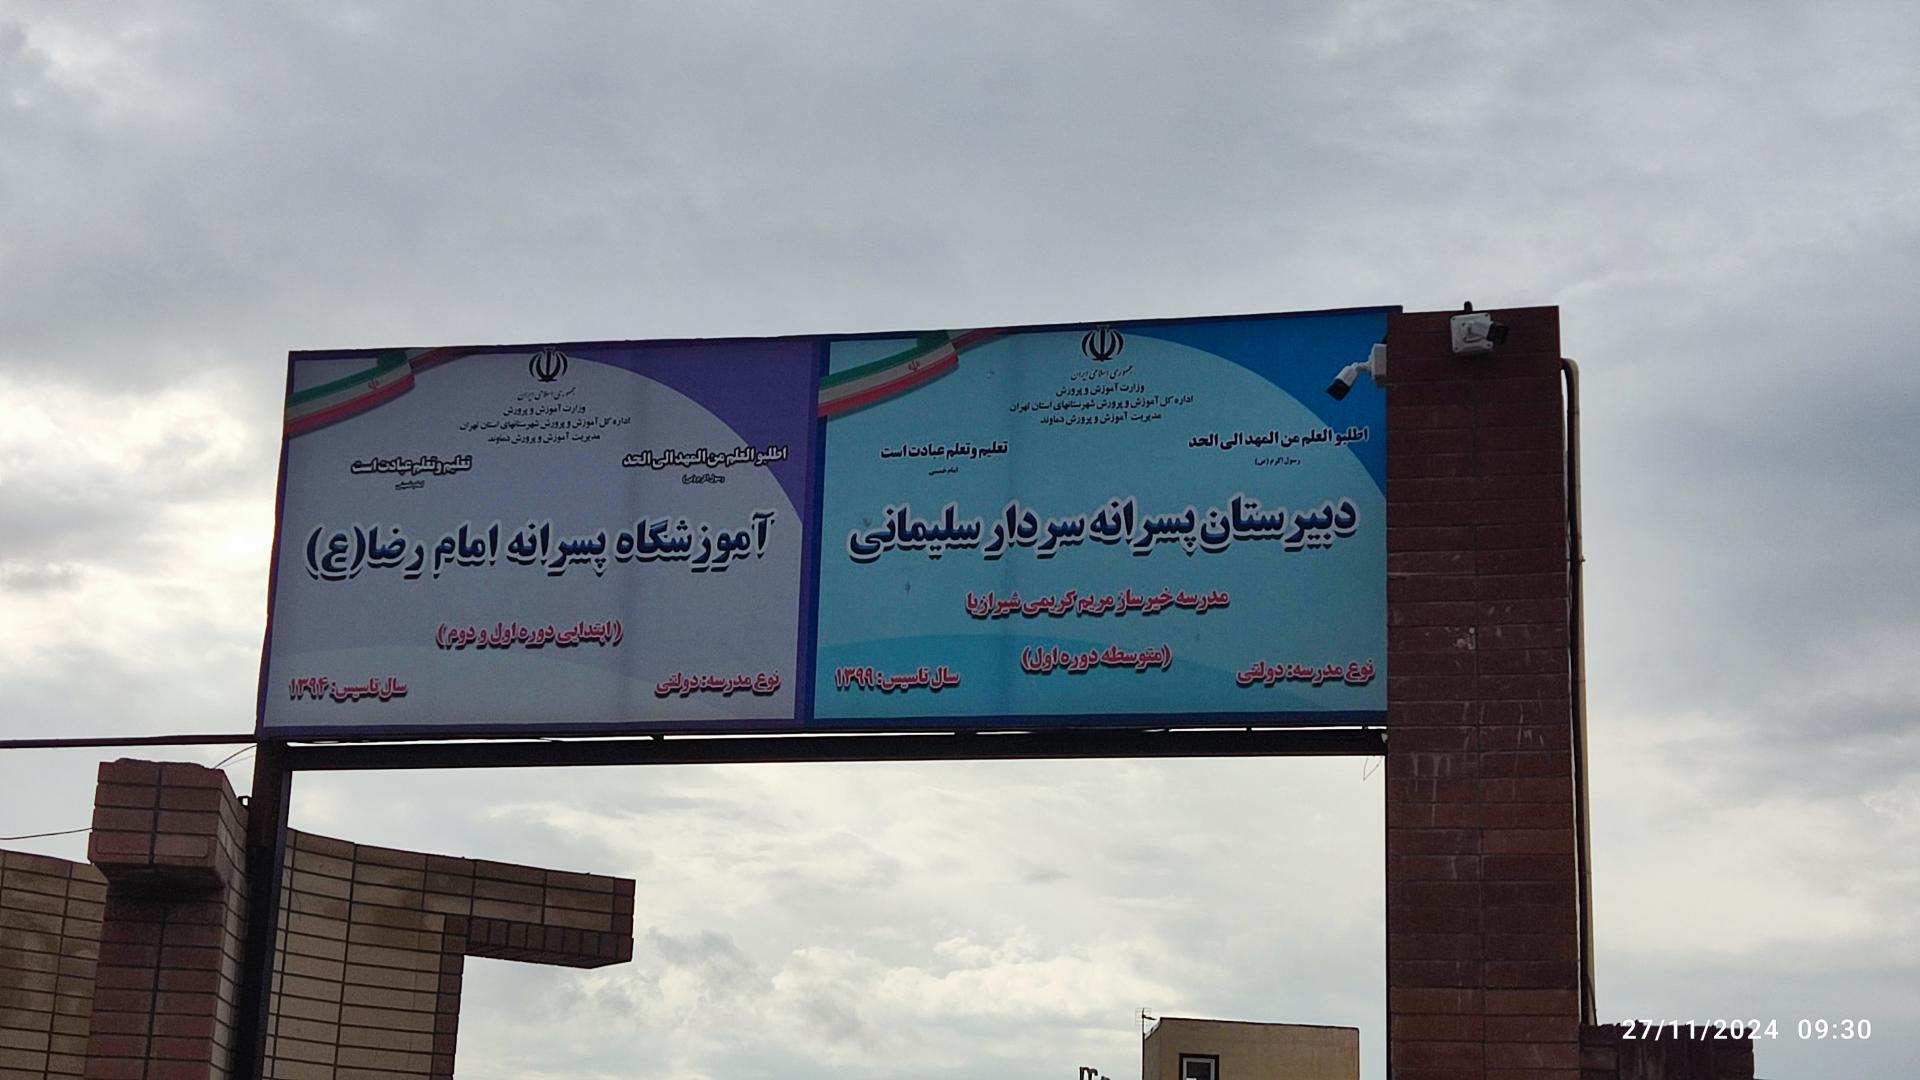 جمهوری اسلامی ایران
وزارت آموزش و پرورش
اداره کل آموزش و پرورش شهرستانهای استان تهران
مدیریت آموزش و پرورش دماوند
اطلبو العلم من المهد الی الحد
رسول اکرم (ص)
تعلیم و تعلم عبادت است
امام خمینی
دبیرستان پسرانه سردار سلیمانی
مدرسه خیرساز مریم کریمی شیرازیا
(متوسطه دوره اول)
نوع مدرسه: دولتی
سال تاسیس: ۱۳۹۹
جمهوری اسلامی ایران
وزارت آموزش و پرورش
اداره کل آموزش و پرورش شهرستانهای استان تهران
مدیریت آموزش و پرورش دماوند
اطلبو العلم من المهد الی الحد
رسول اکرم (ص)
تعلیم و تعلم عبادت است
امام خمینی
آموزشگاه پسرانه امام رضا(ع)
(ابتدایی دوره اول و دوم)
نوع مدرسه: دولتی
سال تاسیس: ۱۳۹۴
27/11/2024 09:30